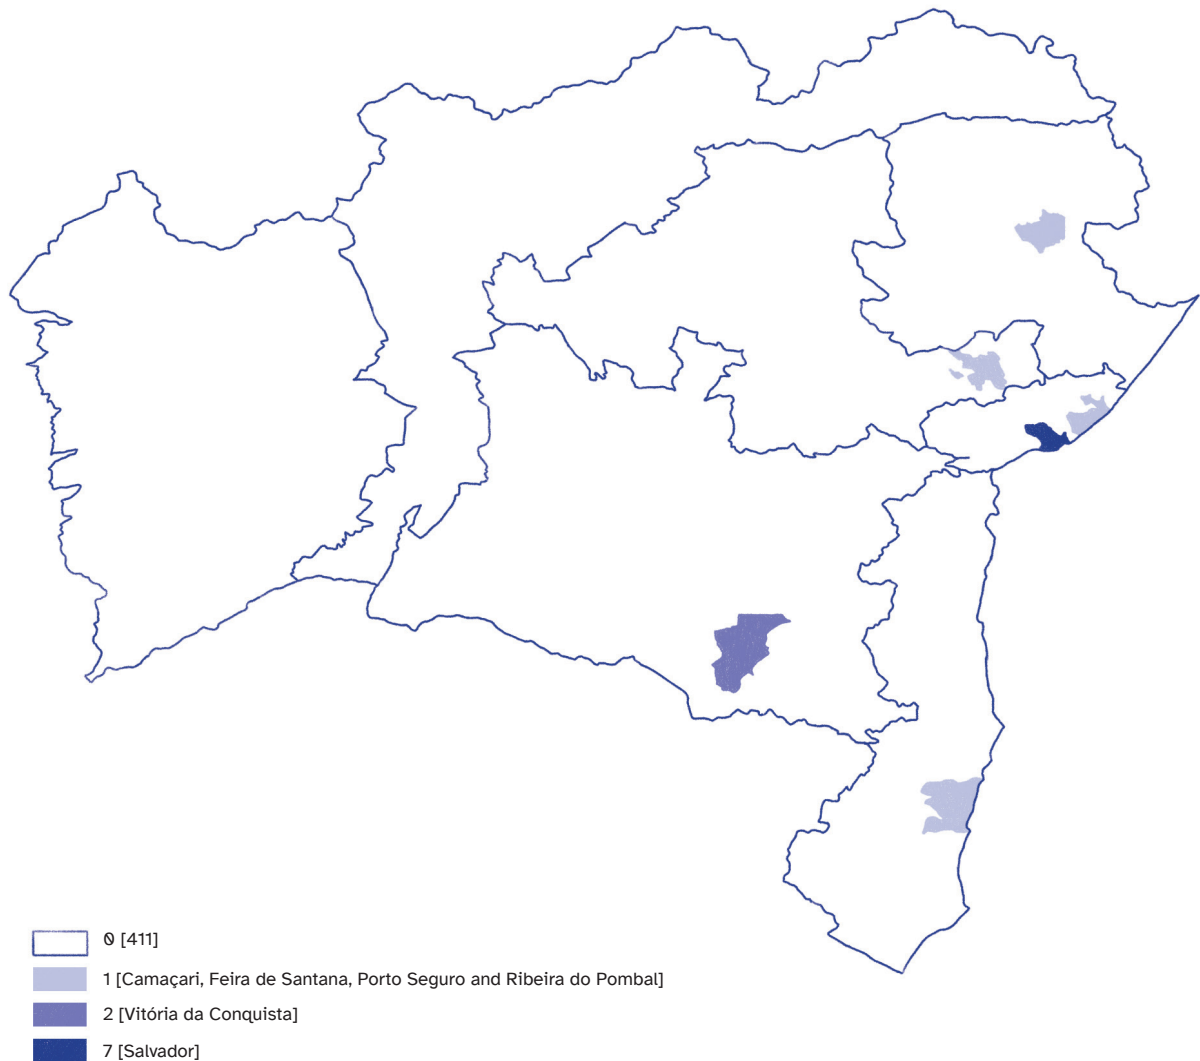 0 [411]
1 [Camaçari, Feira de Santana, Porto Seguro and Ribeira do Pombal]
2 [Vitória da Conquista]
7 [Salvador]